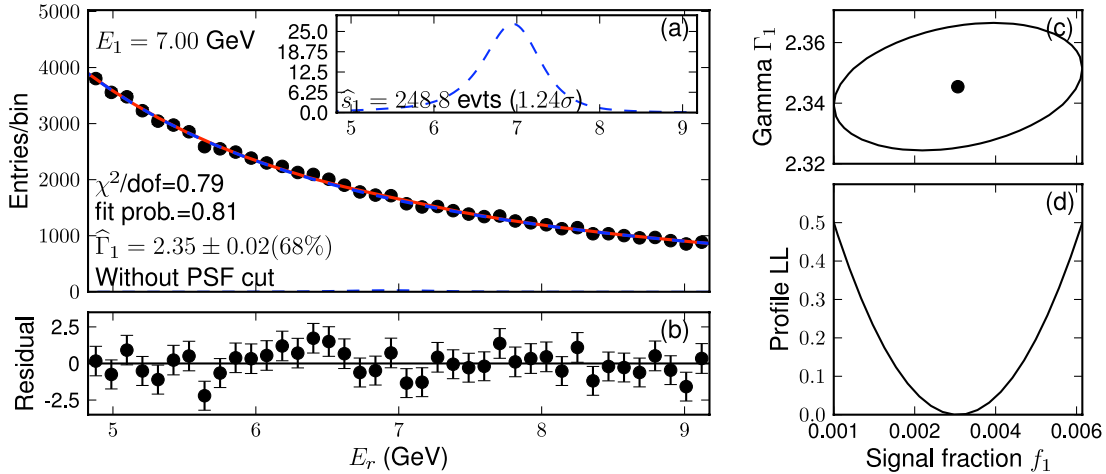 E₁ = 7.00 GeV
(a)
25.0
18.75
12.5
6.25
0.0
ŝ₁ = 248.8 evts (1.24σ)
5 6 7 8 9
5000
4000
3000
2000
1000
0
Entries/bin
χ²/dof=0.79
fit prob.=0.81
Γ̂₁ = 2.35 ± 0.02(68%)
Without PSF cut
(b)
2.5
0
-2.5
Residual
5 6 7 8 9
Eᵣ (GeV)
(c)
2.36
2.34
2.32
Gamma Γ₁
(d)
0.5
0.4
0.3
0.2
0.1
0.0
Profile LL
0.001 0.002 0.004 0.006
Signal fraction f₁